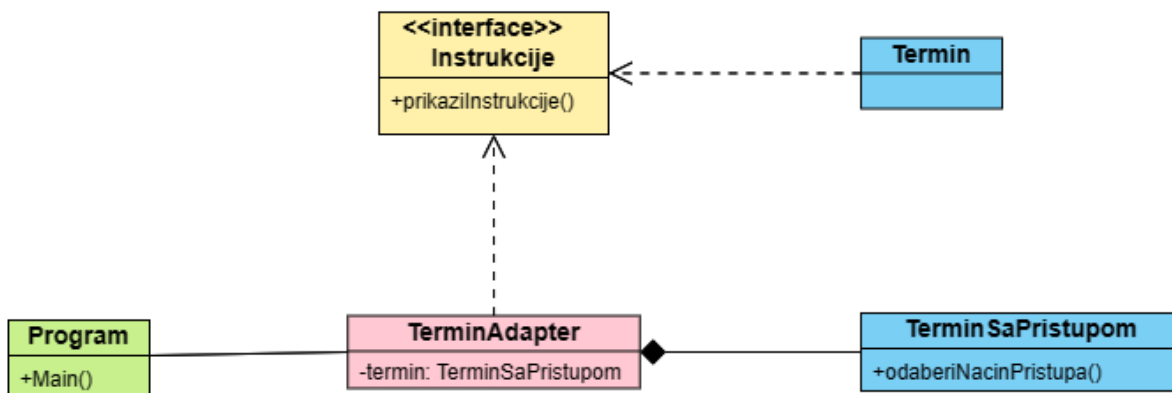 <<interface>>
Instrukcije
+prikaziInstrukcije()
Termin
Program
+Main()
TerminAdapter
-termin: TerminSaPristupom
TerminSaPristupom
+odaberiNacinPristupa()